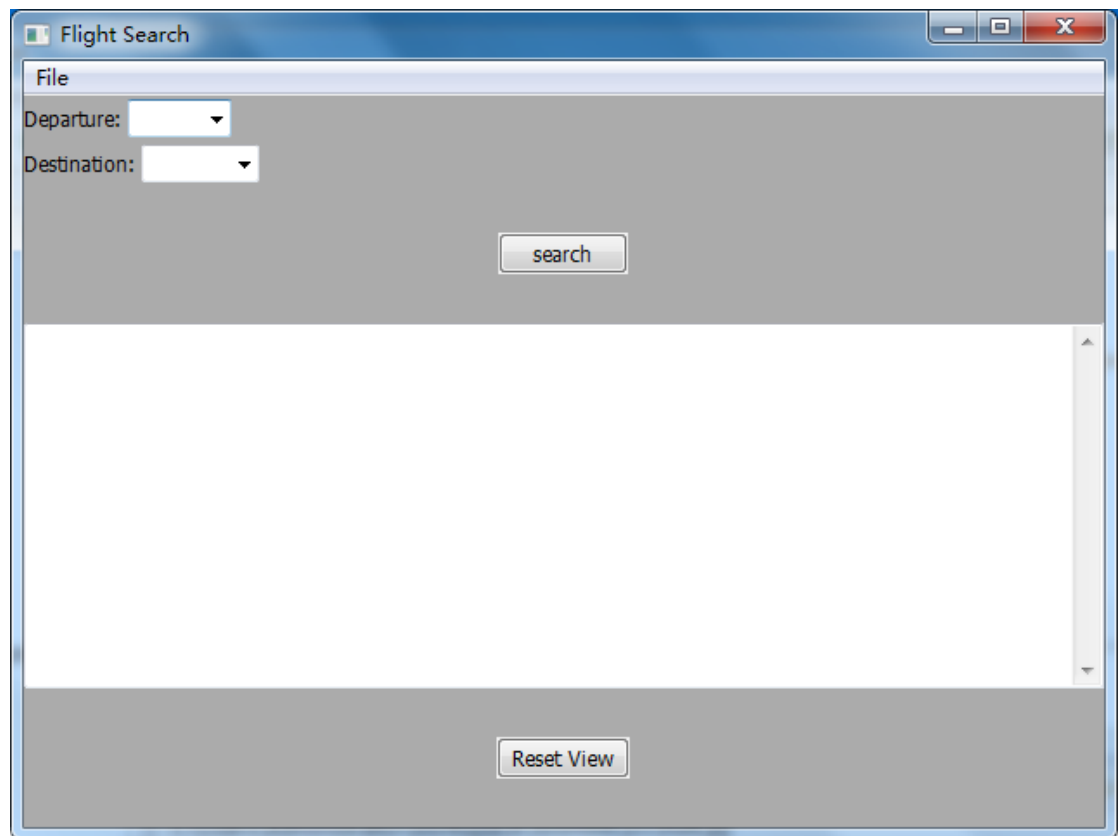 Flight Search
File
Departure:
Destination:
search
Reset View